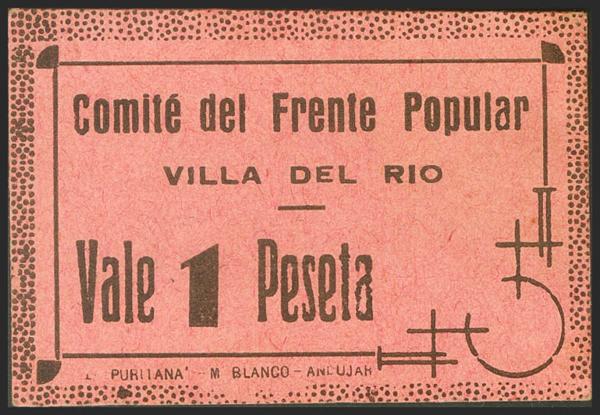 Comité del Frente Popular
VILLA DEL RIO
Vale 1 Peseta
PURITANA" - M BLANCO - ANDUJAR